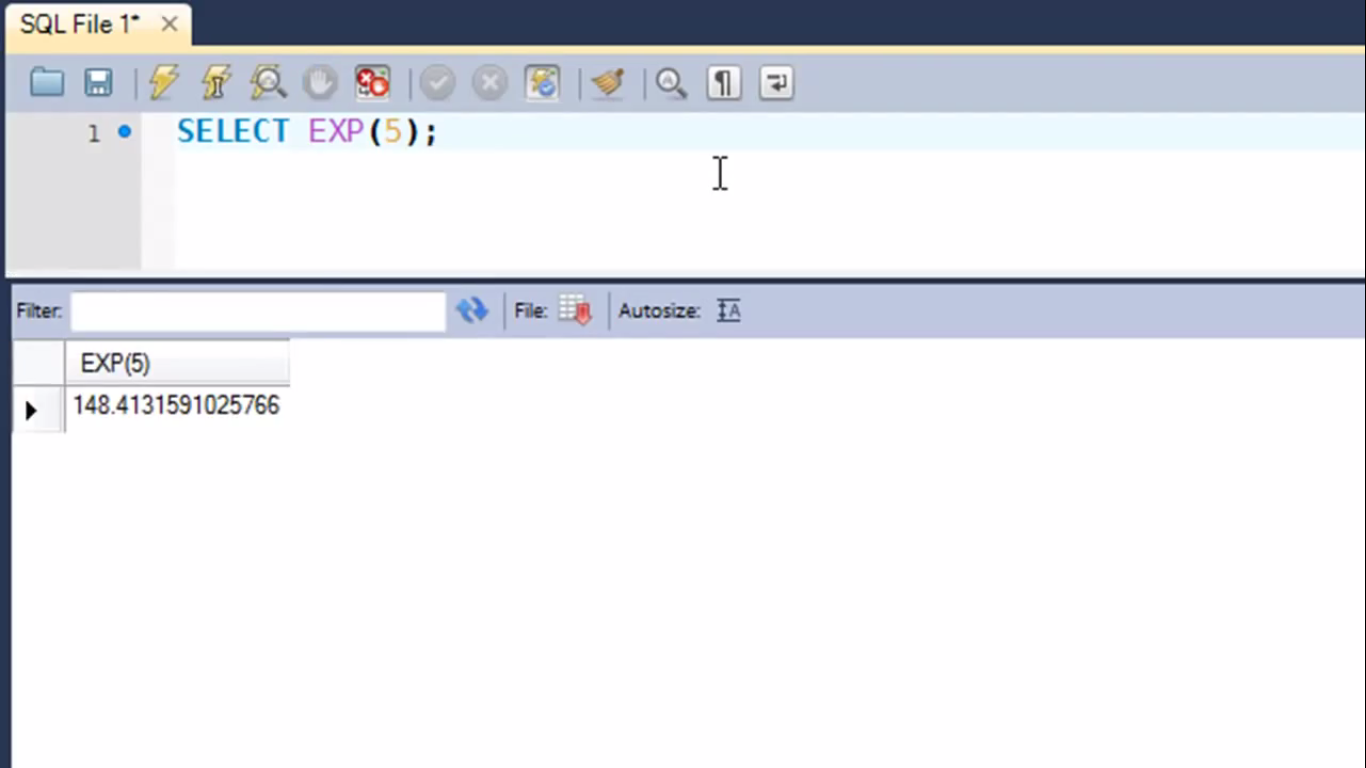 SQL File 1*
1 SELECT EXP(5);
Filter: File: Autosize:
EXP(5)
148.4131591025766